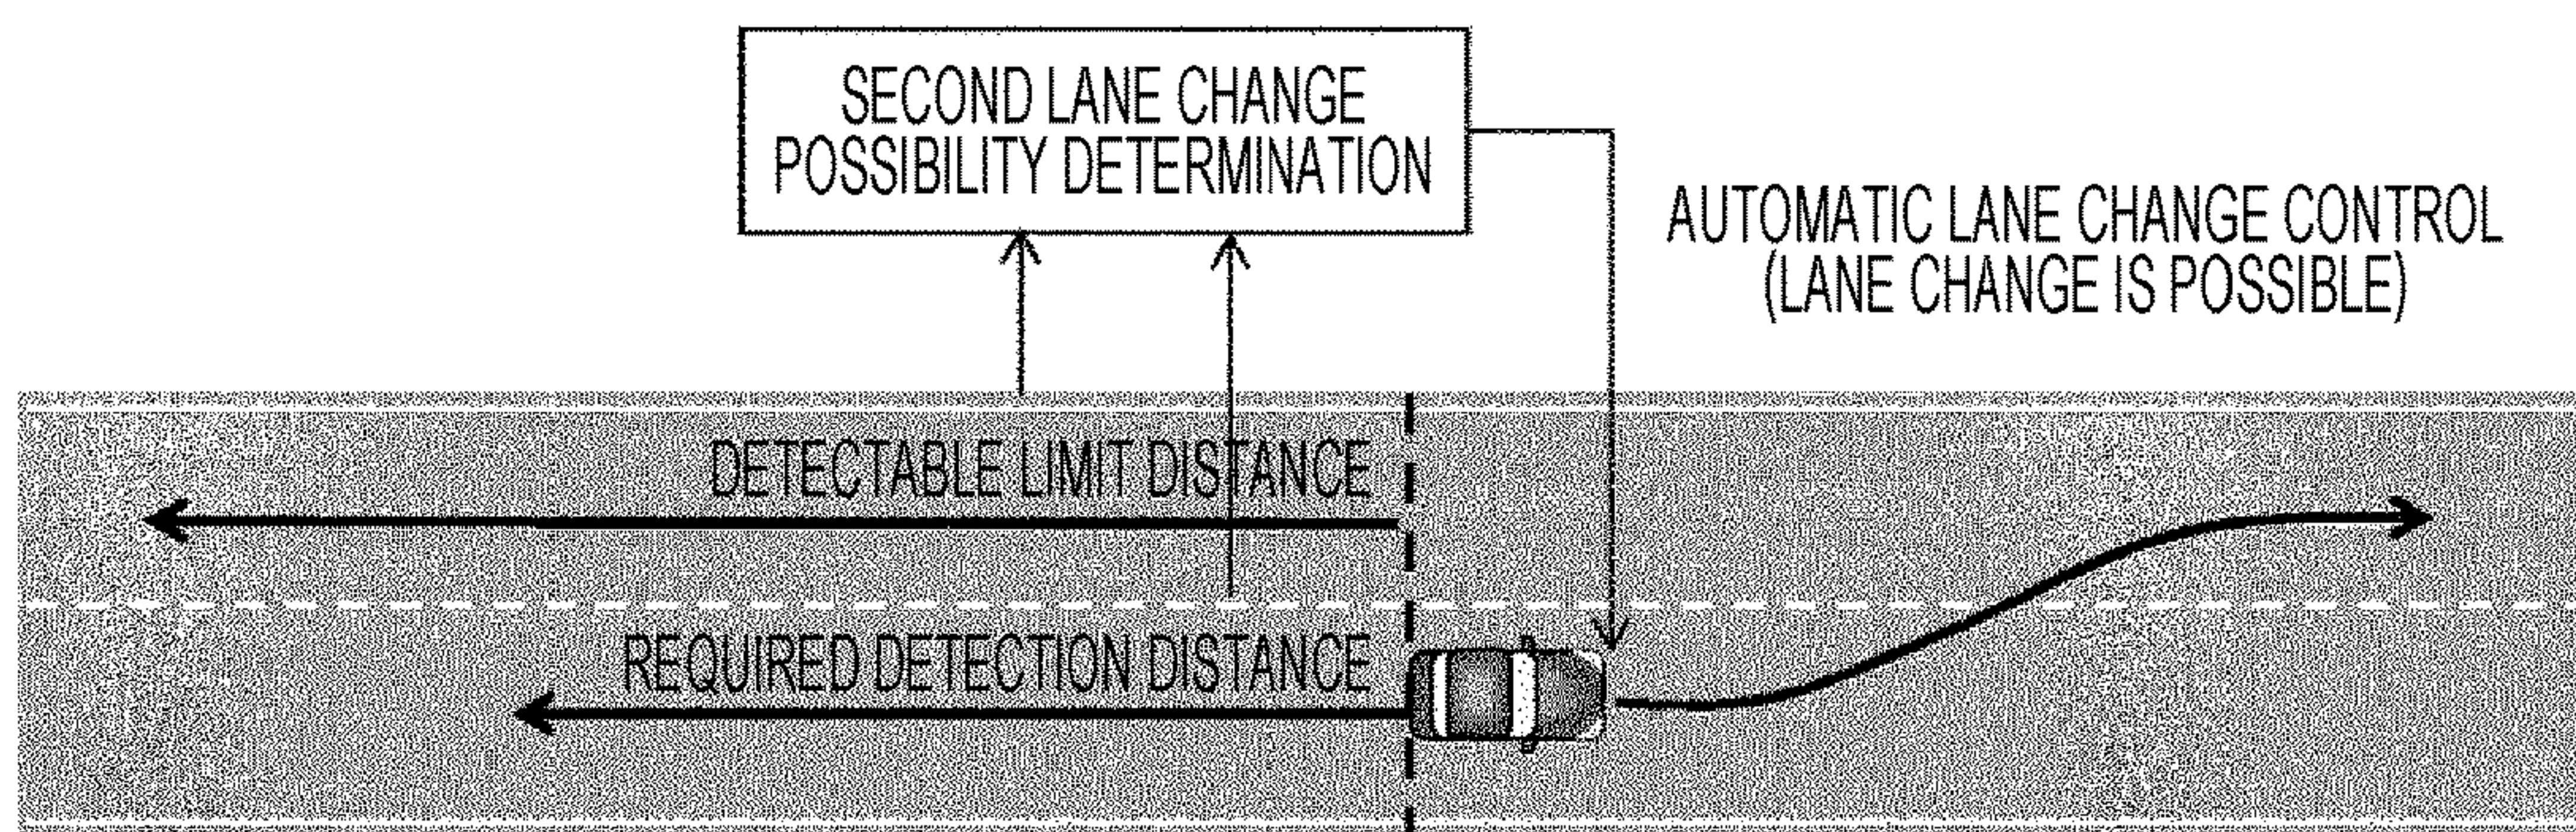 SECOND LANE CHANGE
POSSIBILITY DETERMINATION
AUTOMATIC LANE CHANGE CONTROL
(LANE CHANGE IS POSSIBLE)
DETECTABLE LIMIT DISTANCE
REQUIRED DETECTION DISTANCE